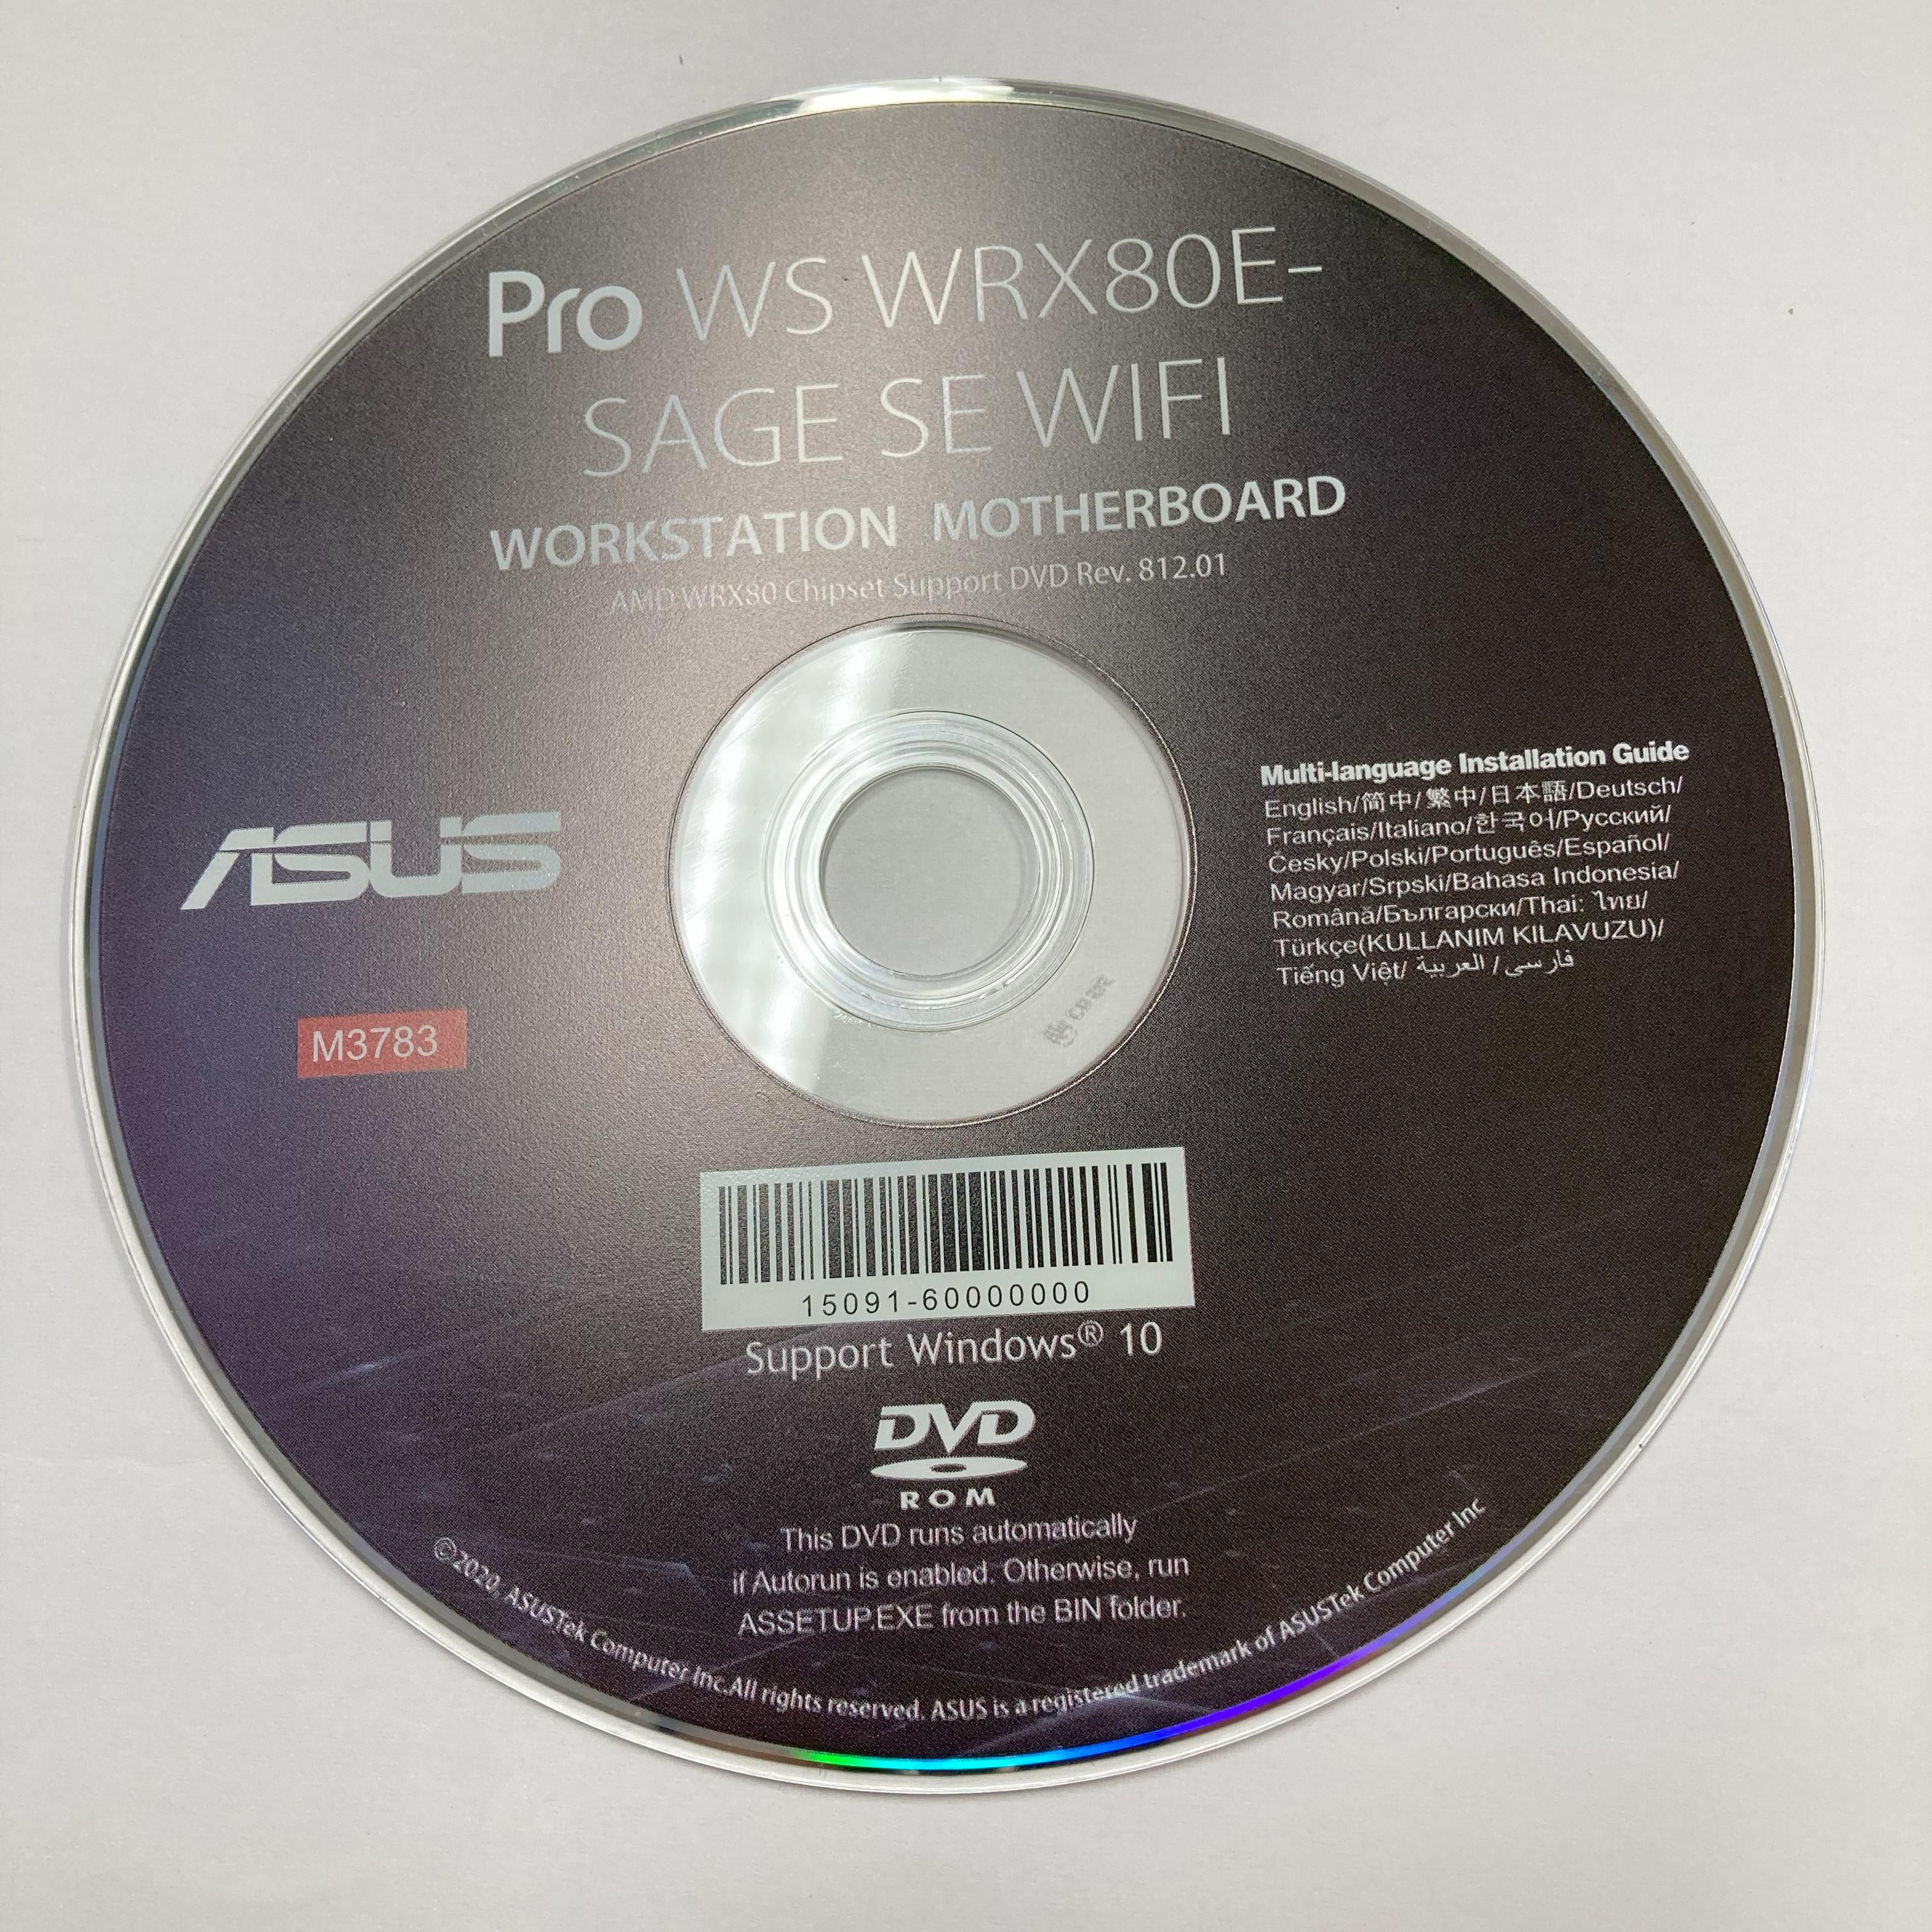 Pro WS WRX80E-
SAGE SE WIFI
WORKSTATION MOTHERBOARD
AMD WRX80 Chipset Support DVD Rev. 812.01
ASUS
M3783
Multi-language Installation Guide
English/简中/繁中/日本語/Deutsch/
Français/Italiano/한국어/Русский/
Česky/Polski/Português/Español/
Magyar/Srpski/Bahasa Indonesia/
Română/Български/Thai: ไทย/
Türkçe(KULLANIM KILAVUZU)/
Tiếng Việt/ العربية / فارسی
15091-60000000
Support Windows® 10
DVD
ROM
This DVD runs automatically
if Autorun is enabled. Otherwise, run
ASSETUP.EXE from the BIN folder.
©2020. ASUSTek Computer Inc.All rights reserved. ASUS is a registered trademark of ASUSTek Computer Inc